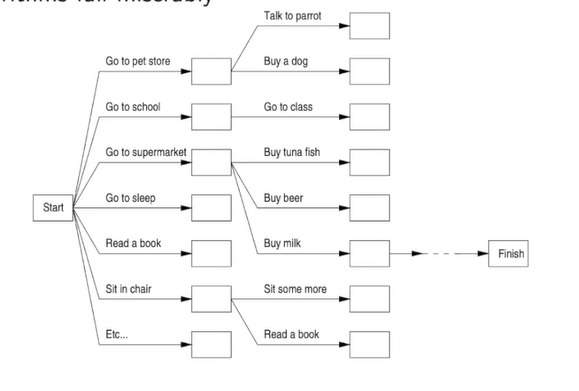 fail miserably
Talk to parrot
Go to pet store
Buy a dog
Go to school
Go to class
Go to supermarket
Buy tuna fish
Go to sleep
Buy beer
Start
Read a book
Buy milk
Finish
Sit in chair
Sit some more
Etc...
Read a book